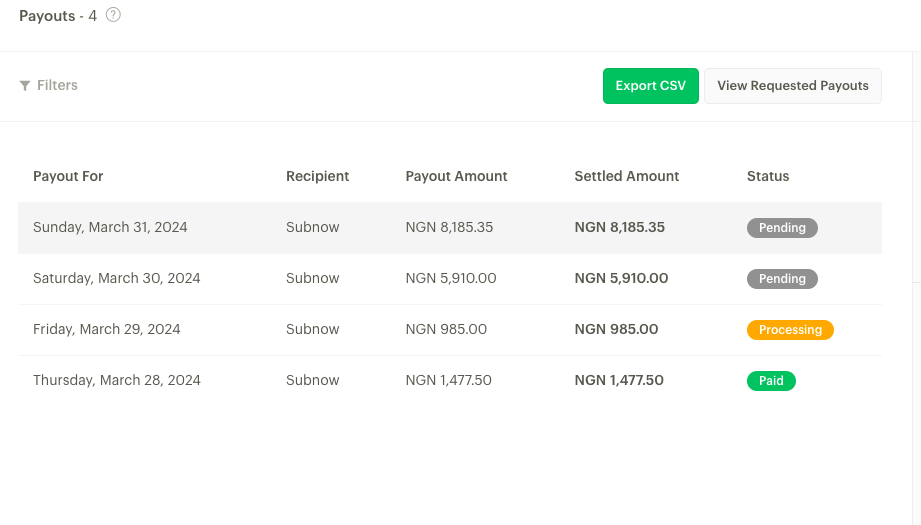 Payouts - 4 ?
Filters
Export CSV
View Requested Payouts
Payout For Recipient Payout Amount Settled Amount Status
Sunday, March 31, 2024 Subnow NGN 8,185.35 NGN 8,185.35 Pending
Saturday, March 30, 2024 Subnow NGN 5,910.00 NGN 5,910.00 Pending
Friday, March 29, 2024 Subnow NGN 985.00 NGN 985.00 Processing
Thursday, March 28, 2024 Subnow NGN 1,477.50 NGN 1,477.50 Paid